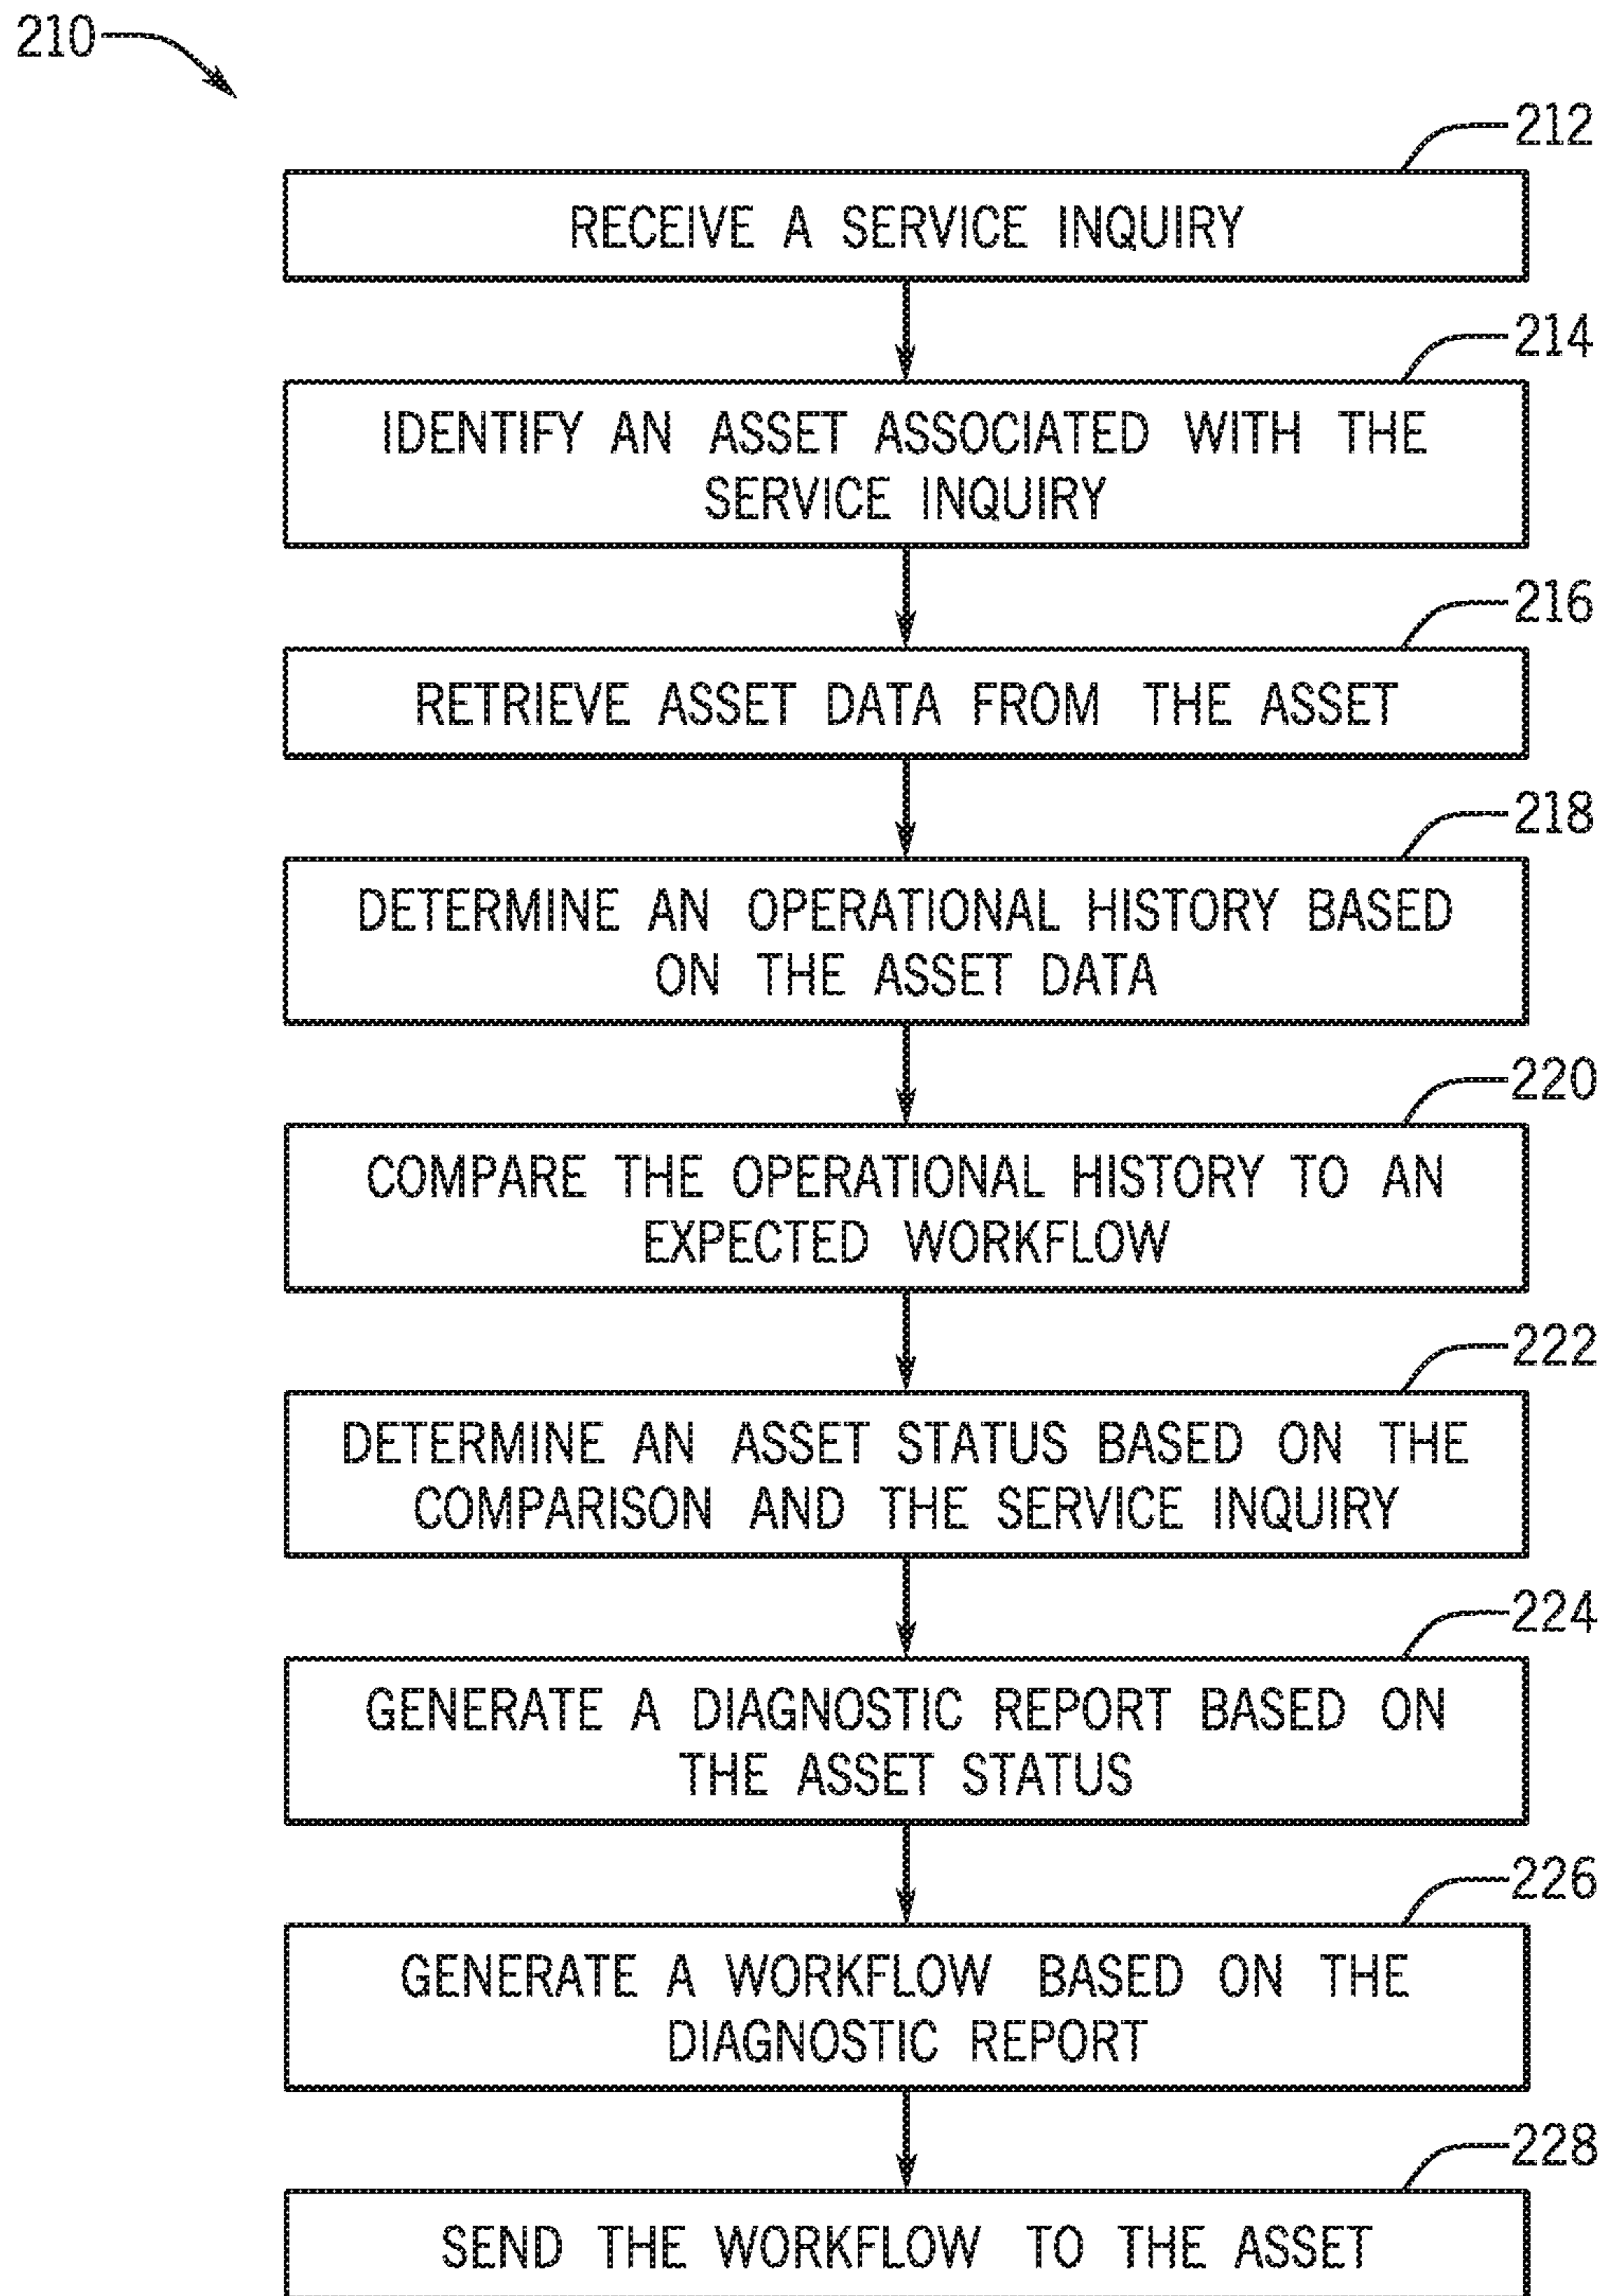 210
212
RECEIVE A SERVICE INQUIRY
214
IDENTIFY AN ASSET ASSOCIATED WITH THE
SERVICE INQUIRY
216
RETRIEVE ASSET DATA FROM THE ASSET
218
DETERMINE AN OPERATIONAL HISTORY BASED
ON THE ASSET DATA
220
COMPARE THE OPERATIONAL HISTORY TO AN
EXPECTED WORKFLOW
222
DETERMINE AN ASSET STATUS BASED ON THE
COMPARISON AND THE SERVICE INQUIRY
224
GENERATE A DIAGNOSTIC REPORT BASED ON
THE ASSET STATUS
226
GENERATE A WORKFLOW BASED ON THE
DIAGNOSTIC REPORT
228
SEND THE WORKFLOW TO THE ASSET